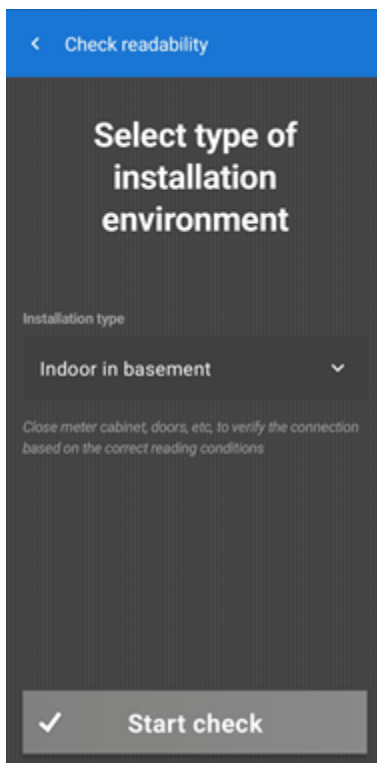 Check readability
Select type of
installation
environment
Installation type
Indoor in basement
Close meter cabinet, doors, etc, to verify the connection
based on the correct reading conditions
Start check